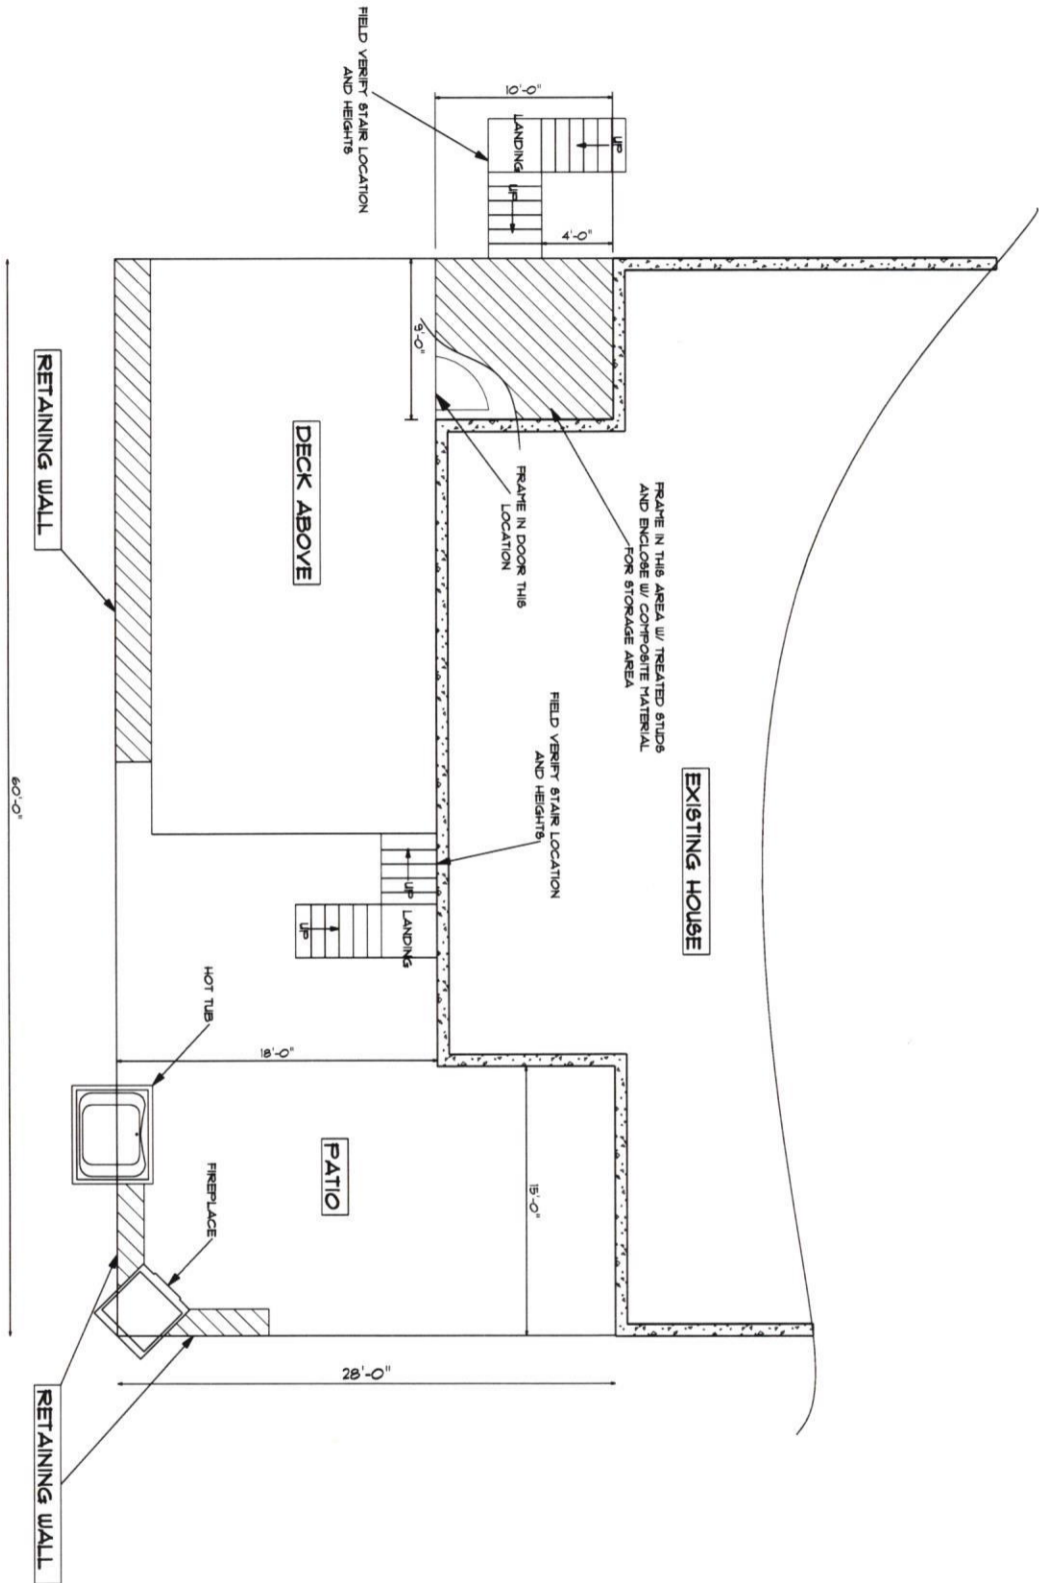 EXISTING HOUSE
FRAME IN THIS AREA W/ TREATED STUDS
AND ENCLOSE W/ COMPOSITE MATERIAL
FOR STORAGE AREA
UP
10'-0"
4'-0"
LANDING
UP
FIELD VERIFY STAIR LOCATION
AND HEIGHTS
FRAME IN DOOR THIS
LOCATION
15'-0"
9'-0"
UP
LANDING
UP
28'-0"
FIELD VERIFY STAIR LOCATION
AND HEIGHTS
DECK ABOVE
PATIO
18'-0"
HOT TUB
FIREPLACE
RETAINING WALL
RETAINING WALL
60'-0"